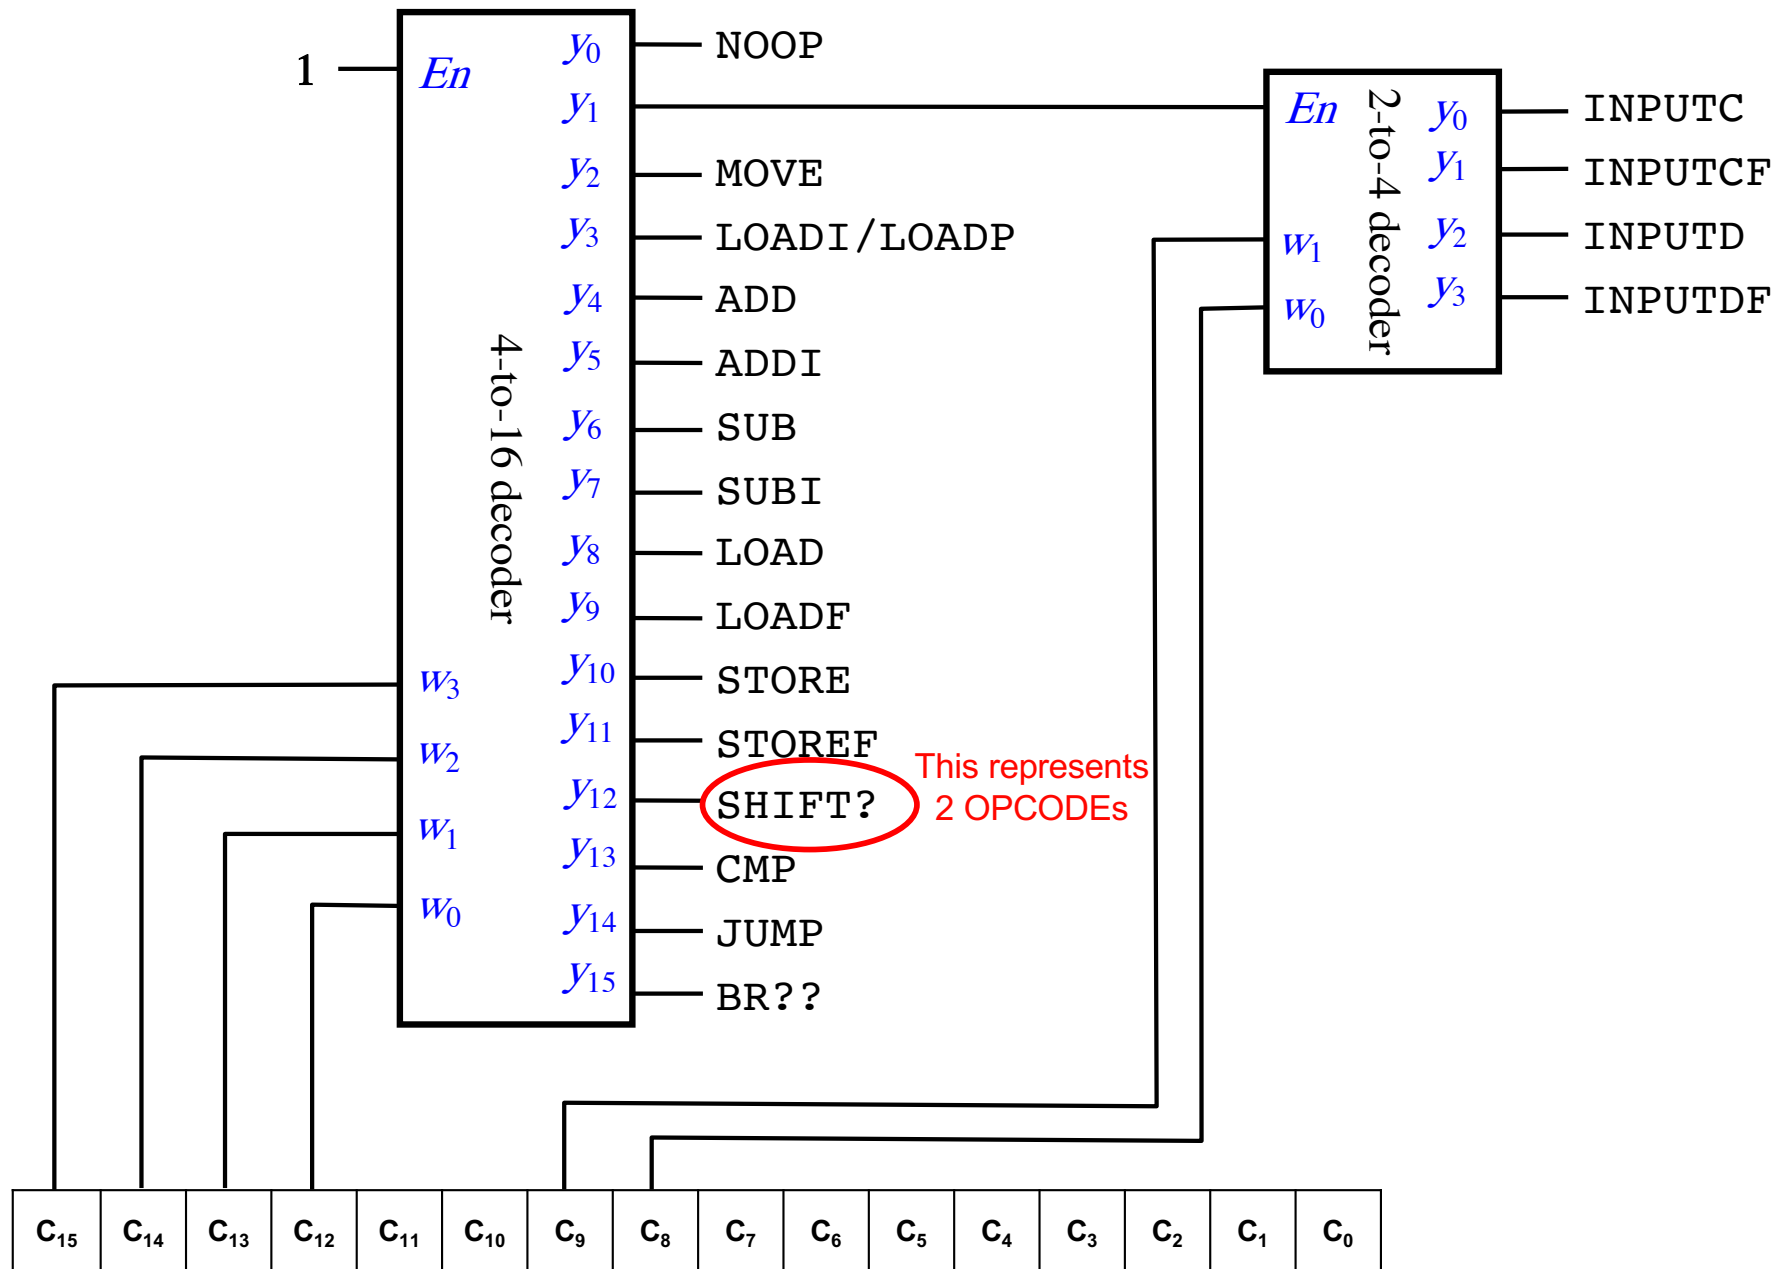 1
En
4-to-16 decoder
w3
w2
w1
w0
y0 NOOP
y1
y2 MOVE
y3 LOADI/LOADP
y4 ADD
y5 ADDI
y6 SUB
y7 SUBI
y8 LOAD
y9 LOADF
y10 STORE
y11 STOREF
y12 SHIFT?
y13 CMP
y14 JUMP
y15 BR??
This represents
2 OPCODEs
En
w1
w0
2-to-4 decoder
y0 INPUTC
y1 INPUTCF
y2 INPUTD
y3 INPUTDF
C15 C14 C13 C12 C11 C10 C9 C8 C7 C6 C5 C4 C3 C2 C1 C0